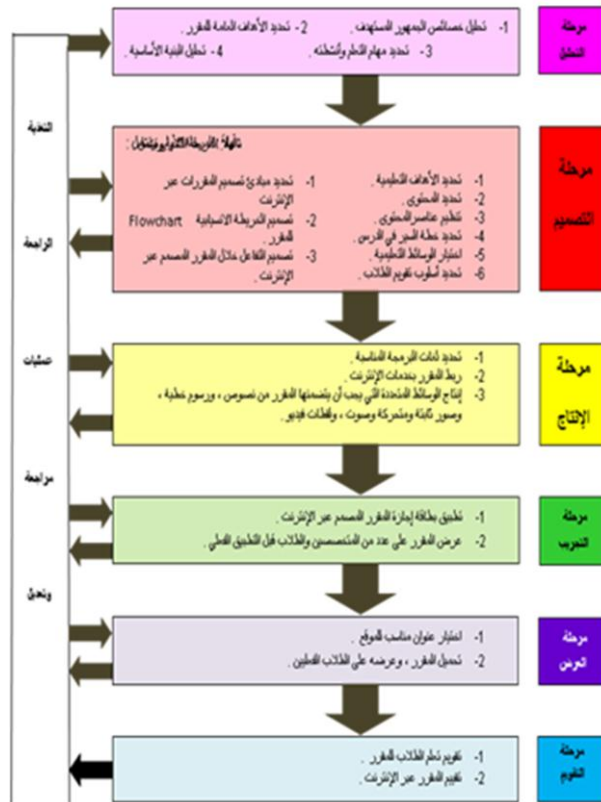 مرحلة
التحليل
1- تحليل خصائص الجمهور المستهدف. 2- تحديد الأهداف العامة للمقرر.
3- تحديد مهام التعلم وأنشطته 4- تحليل البنية الأساسية.
مرحلة
التصميم
1- تحديد الأهداف التعليمية.
2- تحديد المحتوى.
3- تنظيم عناصر المحتوى.
4- تحديد خطة السير في الدرس.
5- اختيار الوسائط التعليمية.
6- تحديد أسلوب تقويم الطلاب.
1- تحديد مبادئ تصميم المقررات عبر
الإنترنت
2- تصميم الخريطة الانسيابية Flowchart
للمقرر.
3- تصميم التفاعل خلال المقرر المصمم عبر
الإنترنت.
مرحلة
الإنتاج
1- تحديد لغات البرمجة المناسبة.
2- ربط المقرر بخدمات الإنترنت.
3- إنتاج الوسائط المتعددة التي يجب أن يتضمنها المقرر من نصوص ، ورسوم خطية ،
وصور ثابتة ومتحركة وصوت ، ولقطات فيديو.
مرحلة
التجريب
1- تطبيق بطاقة إجازة المقرر المصمم عبر الإنترنت.
2- عرض المقرر على عدد من المتخصصين والطلاب قبل التطبيق الفعلي.
مرحلة
العرض
1- اختيار عنوان مناسب للموقع.
2- تحميل المقرر ، وعرضه على الطلاب الفعليين.
مرحلة
التقويم
1- تقويم تعلم الطلاب للمقرر.
2- تقييم المقرر عبر الإنترنت.
التغذية
الراجعة
عمليات
مراجعة
وتعديل